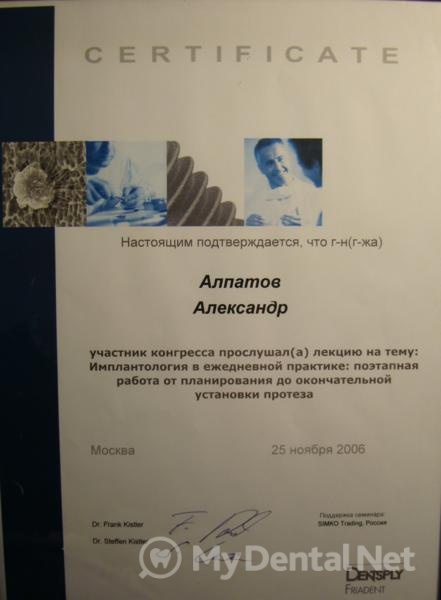 CERTIFICATE
Настоящим подтверждается, что г-н(г-жа)
Алпатов
Александр
участник конгресса прослушал(а) лекцию на тему:
Имплантология в ежедневной практике: поэтапная
работа от планирования до окончательной
установки протеза
Москва 25 ноября 2006
Поддержка семинара:
Dr. Frank Kistler SIMKO Trading, Россия
Dr. Steffen Kistler
MyDental.Net
DENTSPLY
FRIADENT